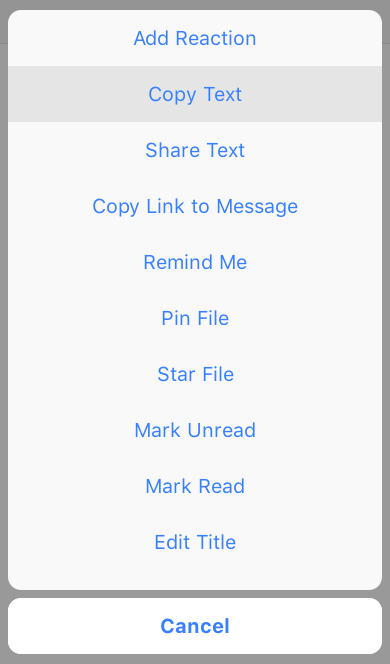 Add Reaction
Copy Text
Share Text
Copy Link to Message
Remind Me
Pin File
Star File
Mark Unread
Mark Read
Edit Title
Cancel